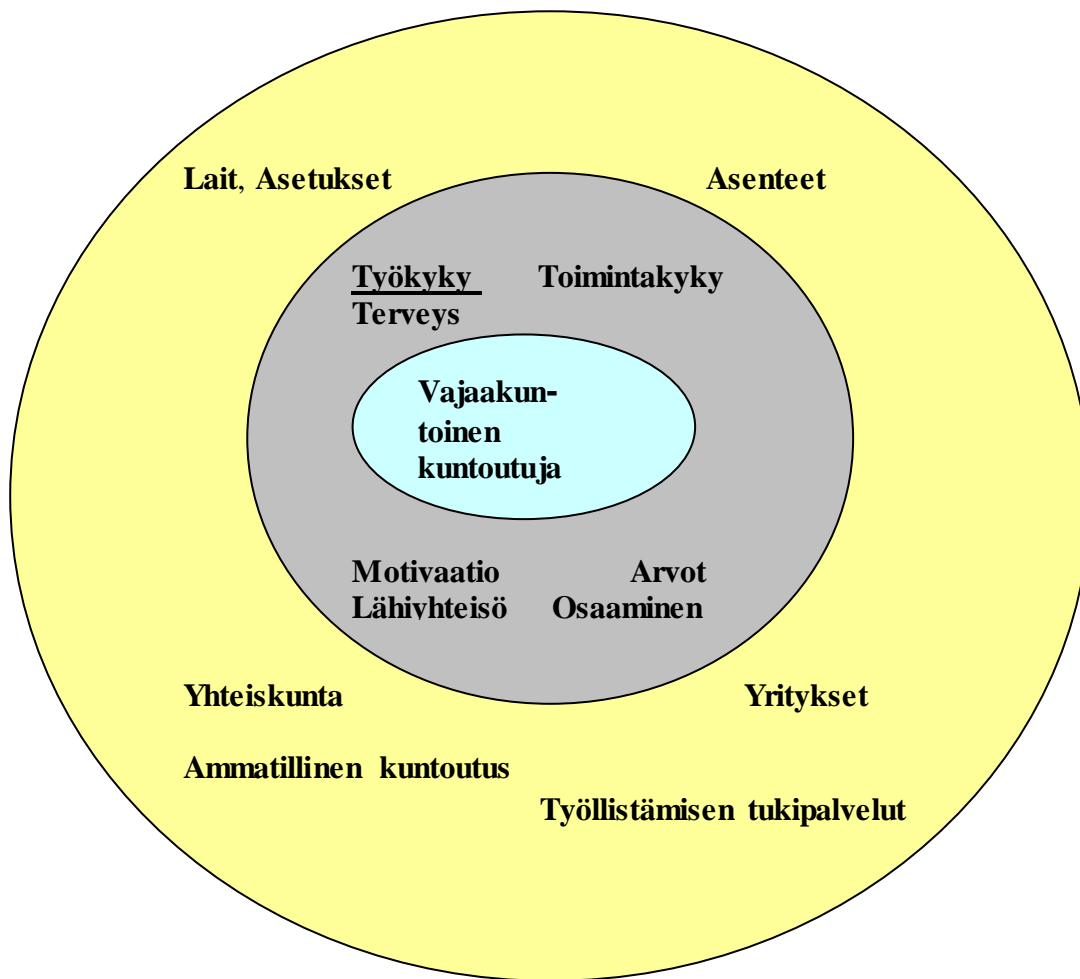 Lait, Asetukset Asenteet
Työkyky Toimintakyky
Terveys
Vajaakun-
toinen
kuntoutuja
Motivaatio Arvot
Lähiyhteisö Osaaminen
Yhteiskunta Yritykset
Ammatillinen kuntoutus
Työllistämisen tukipalvelut